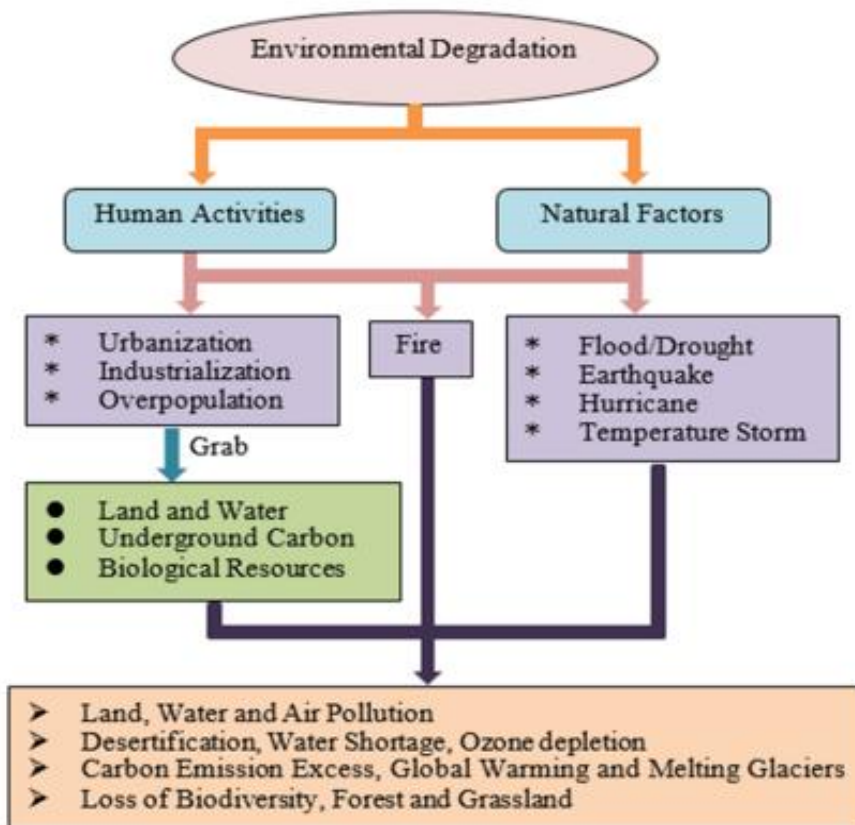 Environmental Degradation
Human Activities
Natural Factors
* Urbanization
* Industrialization
* Overpopulation
Fire
* Flood/Drought
* Earthquake
* Hurricane
* Temperature Storm
Grab
● Land and Water
● Underground Carbon
● Biological Resources
➤ Land, Water and Air Pollution
➤ Desertification, Water Shortage, Ozone depletion
➤ Carbon Emission Excess, Global Warming and Melting Glaciers
➤ Loss of Biodiversity, Forest and Grassland